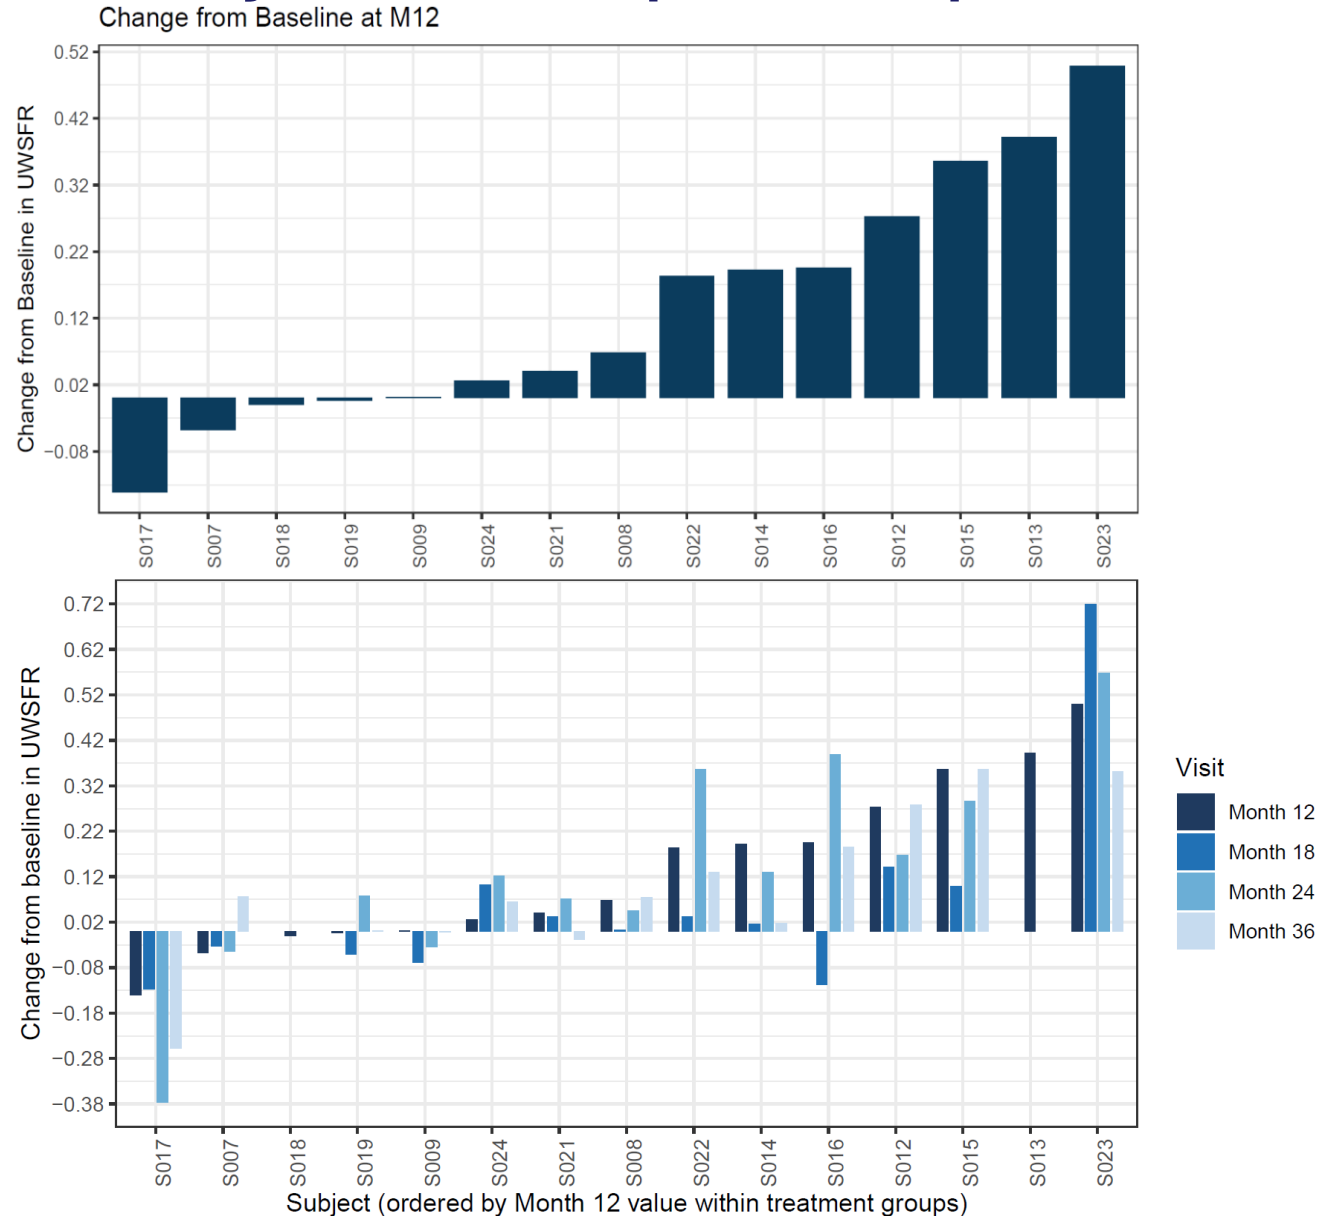 Change from Baseline at M12
Change from Baseline in UWSFR
0.52
0.42
0.32
0.22
0.12
0.02
−0.08
S017 S007 S018 S019 S009 S024 S021 S008 S022 S014 S016 S012 S015 S013 S023
Change from baseline in UWSFR
0.72
0.62
0.52
0.42
0.32
0.22
0.12
0.02
−0.08
−0.18
−0.28
−0.38
S017 S007 S018 S019 S009 S024 S021 S008 S022 S014 S016 S012 S015 S013 S023
Subject (ordered by Month 12 value within treatment groups)
Visit
Month 12
Month 18
Month 24
Month 36